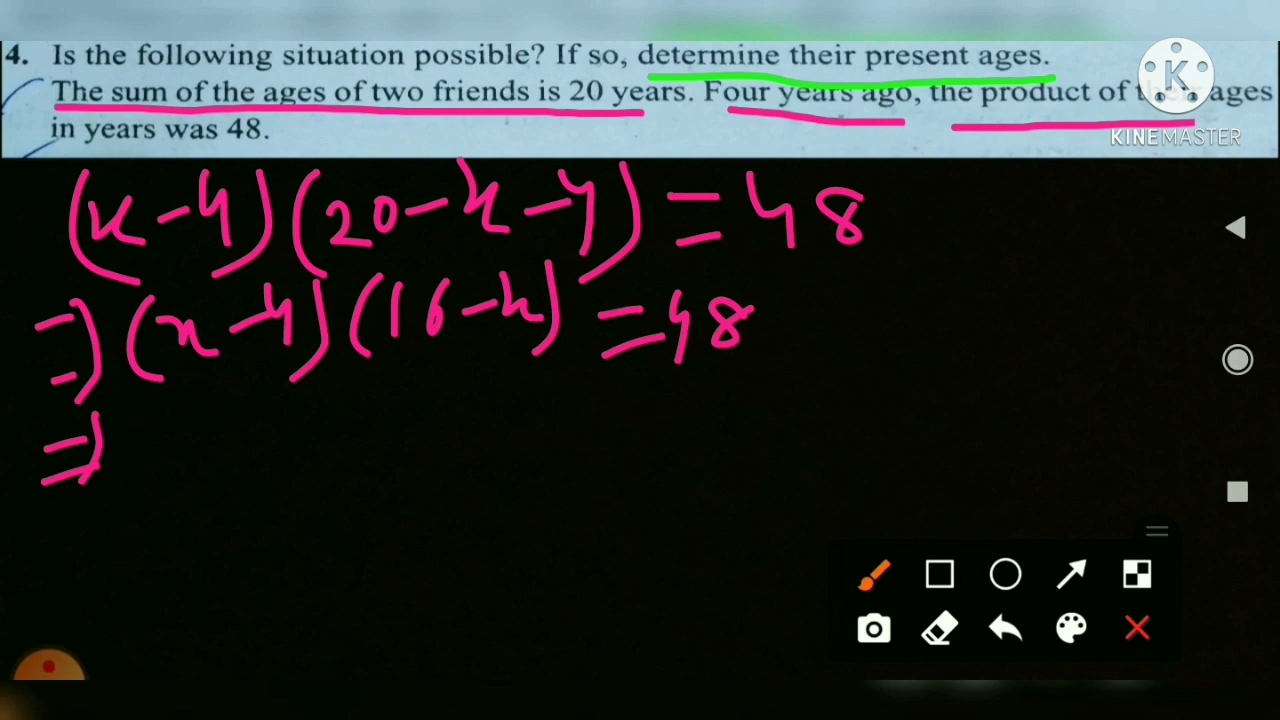 4. Is the following situation possible? If so, determine their present ages.
The sum of the ages of two friends is 20 years. Four years ago, the product of their ages
in years was 48.
K
KINEMASTER
(x-4)(20-x-4)=48
=) (x-4)(16-x) =48
=)